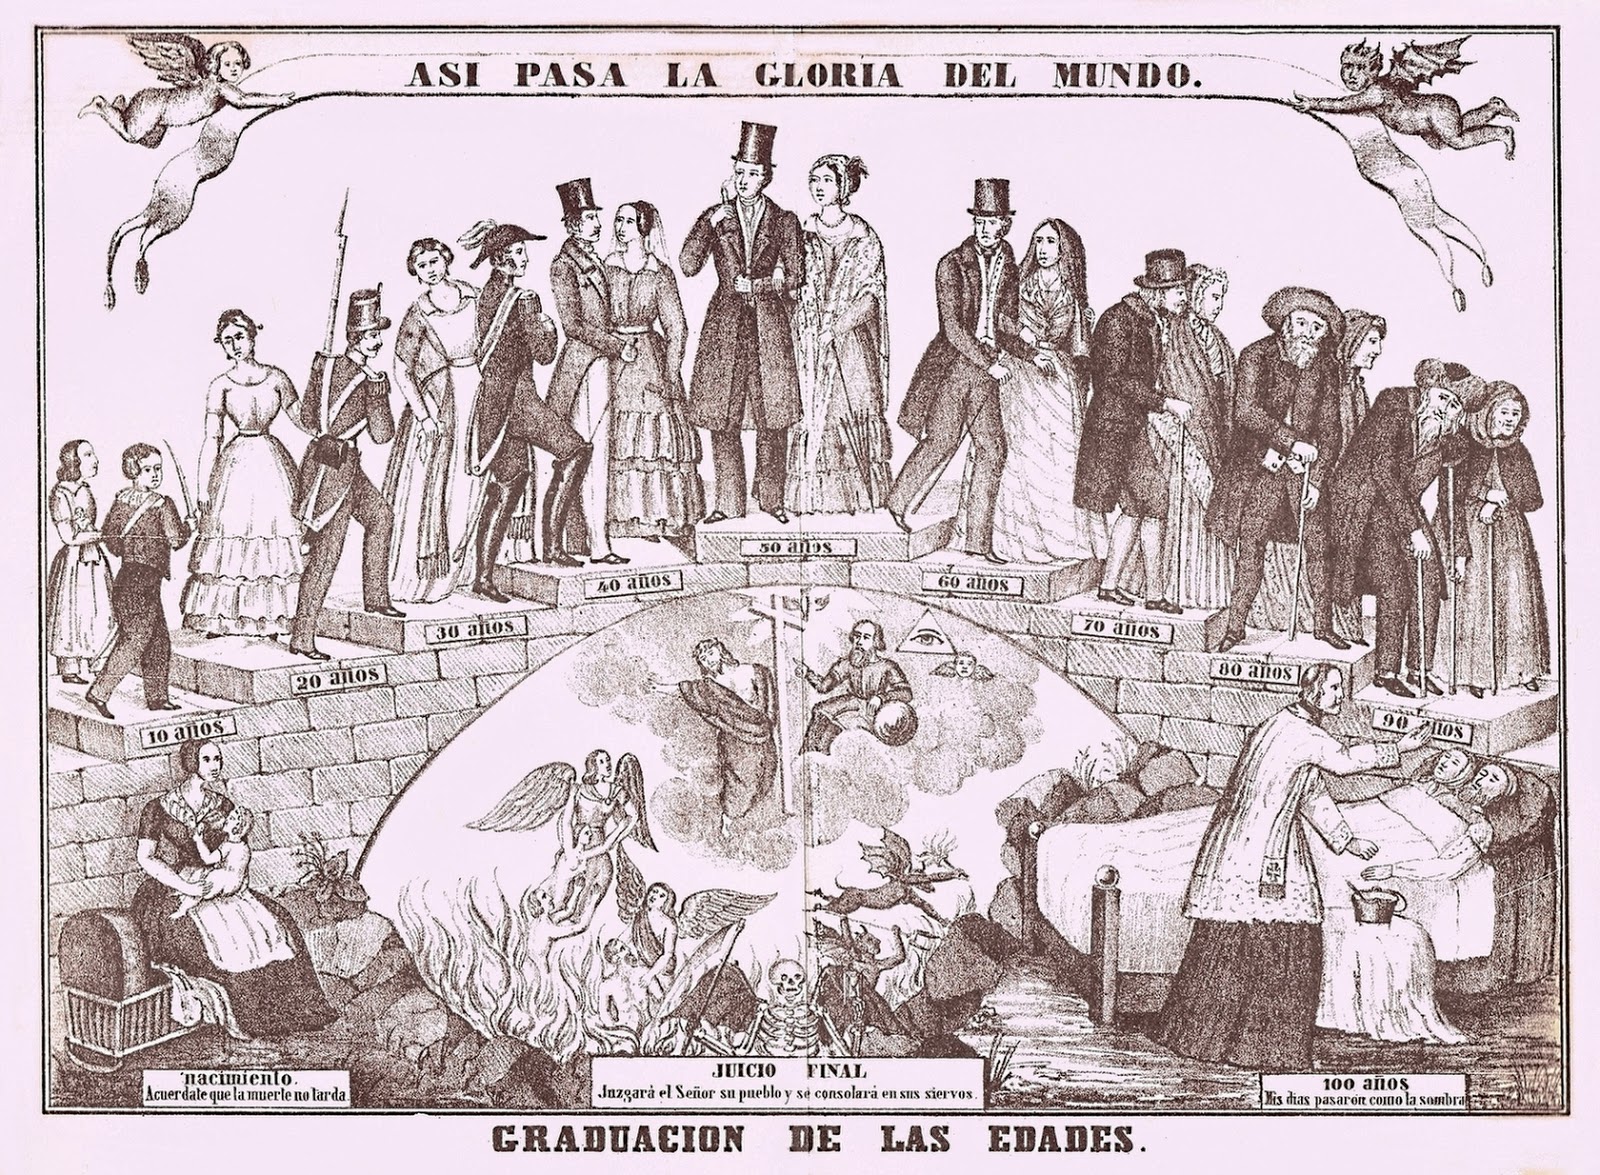 ASI PASA LA GLORIA DEL MUNDO.
50 años
40 años
60 años
30 años
70 años
20 años
80 años
10 años
90 años
nacimiento.
Acuerdate que la muerte no tarda
JUICIO FINAL
Juzgará el Señor su pueblo y se consolará en sus siervos.
100 años
Mis dias pasaron como la sombra
GRADUACION DE LAS EDADES.